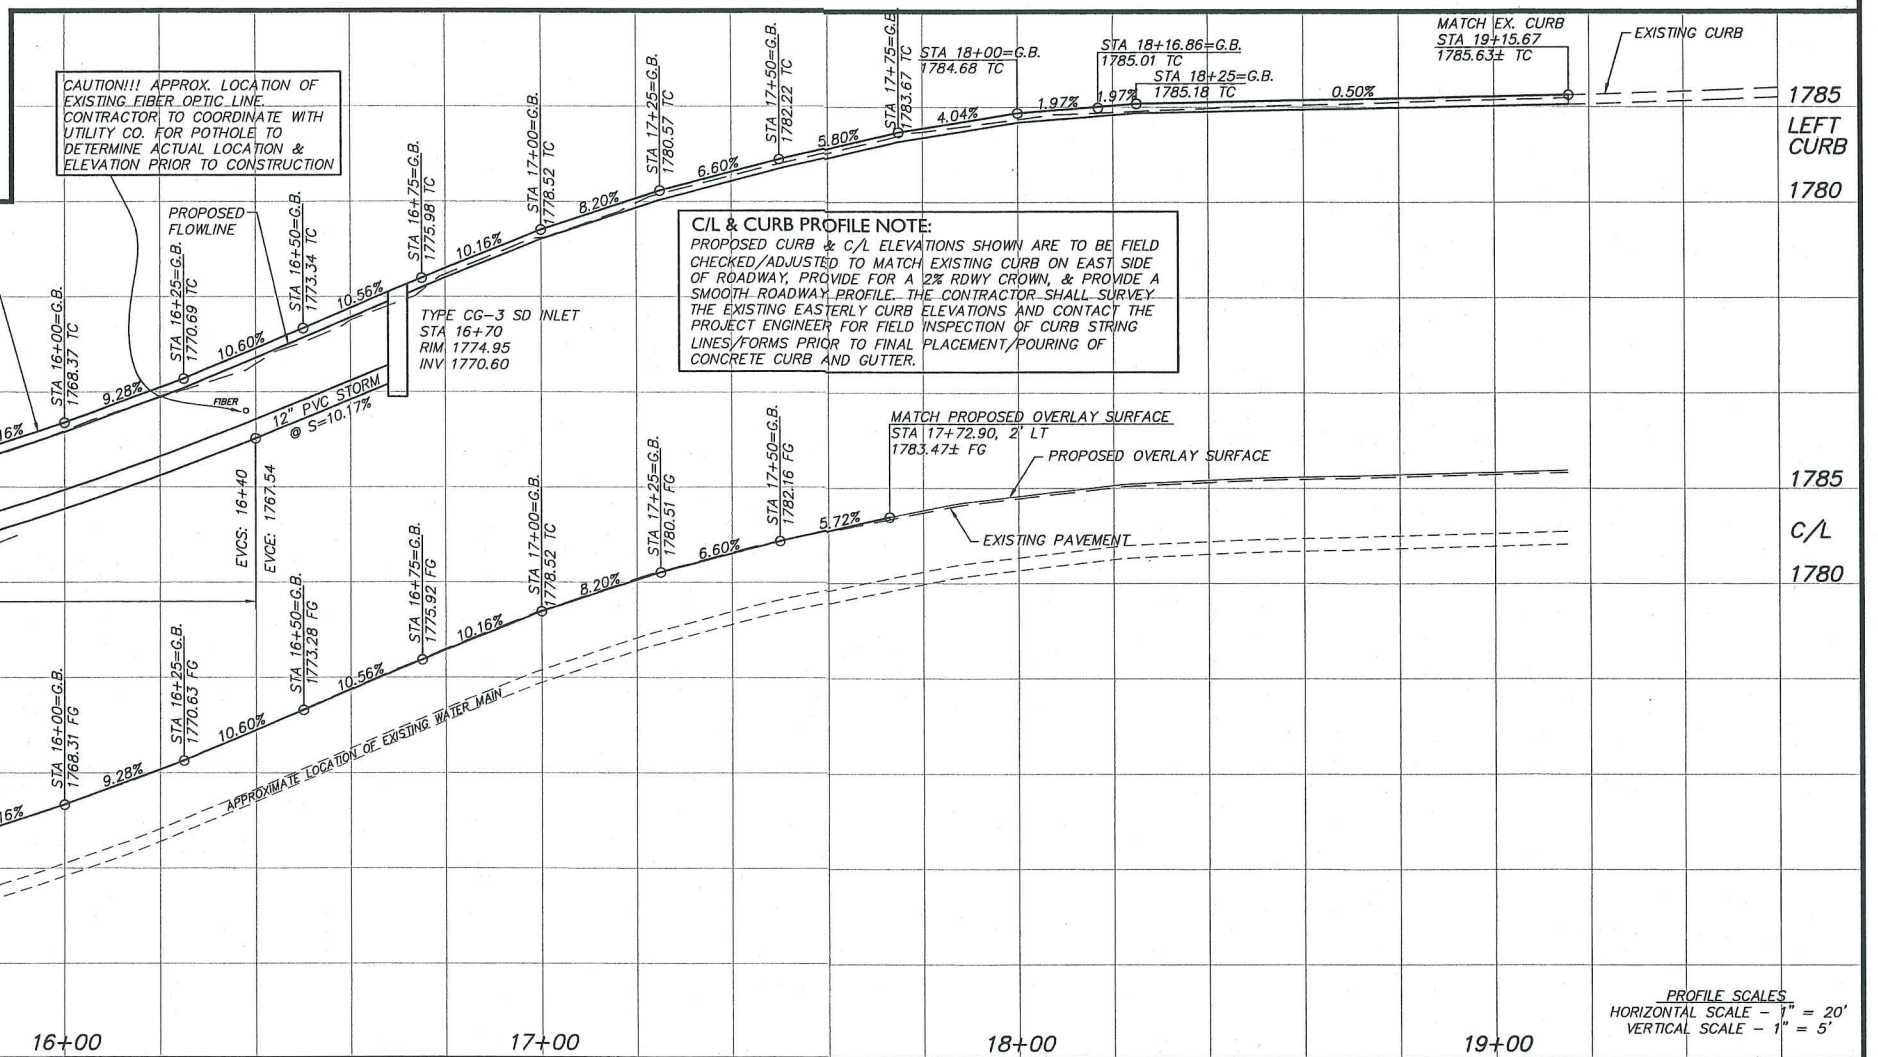 CAUTION!!! APPROX. LOCATION OF
EXISTING FIBER OPTIC LINE.
CONTRACTOR TO COORDINATE WITH
UTILITY CO. FOR POTHOLE TO
DETERMINE ACTUAL LOCATION &
ELEVATION PRIOR TO CONSTRUCTION
PROPOSED
FLOWLINE
16%
STA 16+00=G.B.
1768.37 TC
9.28%
STA 16+25=G.B.
1770.69 TC
10.60%
STA 16+50=G.B.
1773.34 TC
10.56%
STA 16+75=G.B.
1775.98 TC
10.16%
STA 17+00=G.B.
1778.52 TC
8.20%
STA 17+25=G.B.
1780.57 TC
6.60%
STA 17+50=G.B.
1782.22 TC
5.80%
STA 17+75=G.B
1783.67 TC
4.04%
STA 18+00=G.B.
1784.68 TC
1.97%
STA 18+16.86=G.B.
1785.01 TC
1.97%
STA 18+25=G.B.
1785.18 TC
0.50%
MATCH EX. CURB
STA 19+15.67
1785.63± TC
EXISTING CURB
1785
LEFT
CURB
1780
C/L & CURB PROFILE NOTE:
PROPOSED CURB & C/L ELEVATIONS SHOWN ARE TO BE FIELD
CHECKED/ADJUSTED TO MATCH EXISTING CURB ON EAST SIDE
OF ROADWAY, PROVIDE FOR A 2% RDWY CROWN, & PROVIDE A
SMOOTH ROADWAY PROFILE. THE CONTRACTOR SHALL SURVEY
THE EXISTING EASTERLY CURB ELEVATIONS AND CONTACT THE
PROJECT ENGINEER FOR FIELD INSPECTION OF CURB STRING
LINES/FORMS PRIOR TO FINAL PLACEMENT/POURING OF
CONCRETE CURB AND GUTTER.
TYPE CG-3 SD INLET
STA 16+70
RIM 1774.95
INV 1770.60
FIBER
12" PVC STORM
@ S=10.17%
EVCS: 16+40
EVCE: 1767.54
16%
STA 16+00=G.B.
1768.31 FG
9.28%
STA 16+25=G.B.
1770.63 FG
10.60%
STA 16+50=G.B.
1773.28 FG
10.56%
STA 16+75=G.B.
1775.92 FG
10.16%
STA 17+00=G.B.
1778.52 TC
8.20%
STA 17+25=G.B.
1780.51 FG
6.60%
STA 17+50=G.B.
1782.16 FG
5.72%
MATCH PROPOSED OVERLAY SURFACE
STA 17+72.90, 2' LT
1783.47± FG
PROPOSED OVERLAY SURFACE
EXISTING PAVEMENT
APPROXIMATE LOCATION OF EXISTING WATER MAIN
1785
C/L
1780
PROFILE SCALES
HORIZONTAL SCALE - 1" = 20'
VERTICAL SCALE - 1" = 5'
16+00
17+00
18+00
19+00